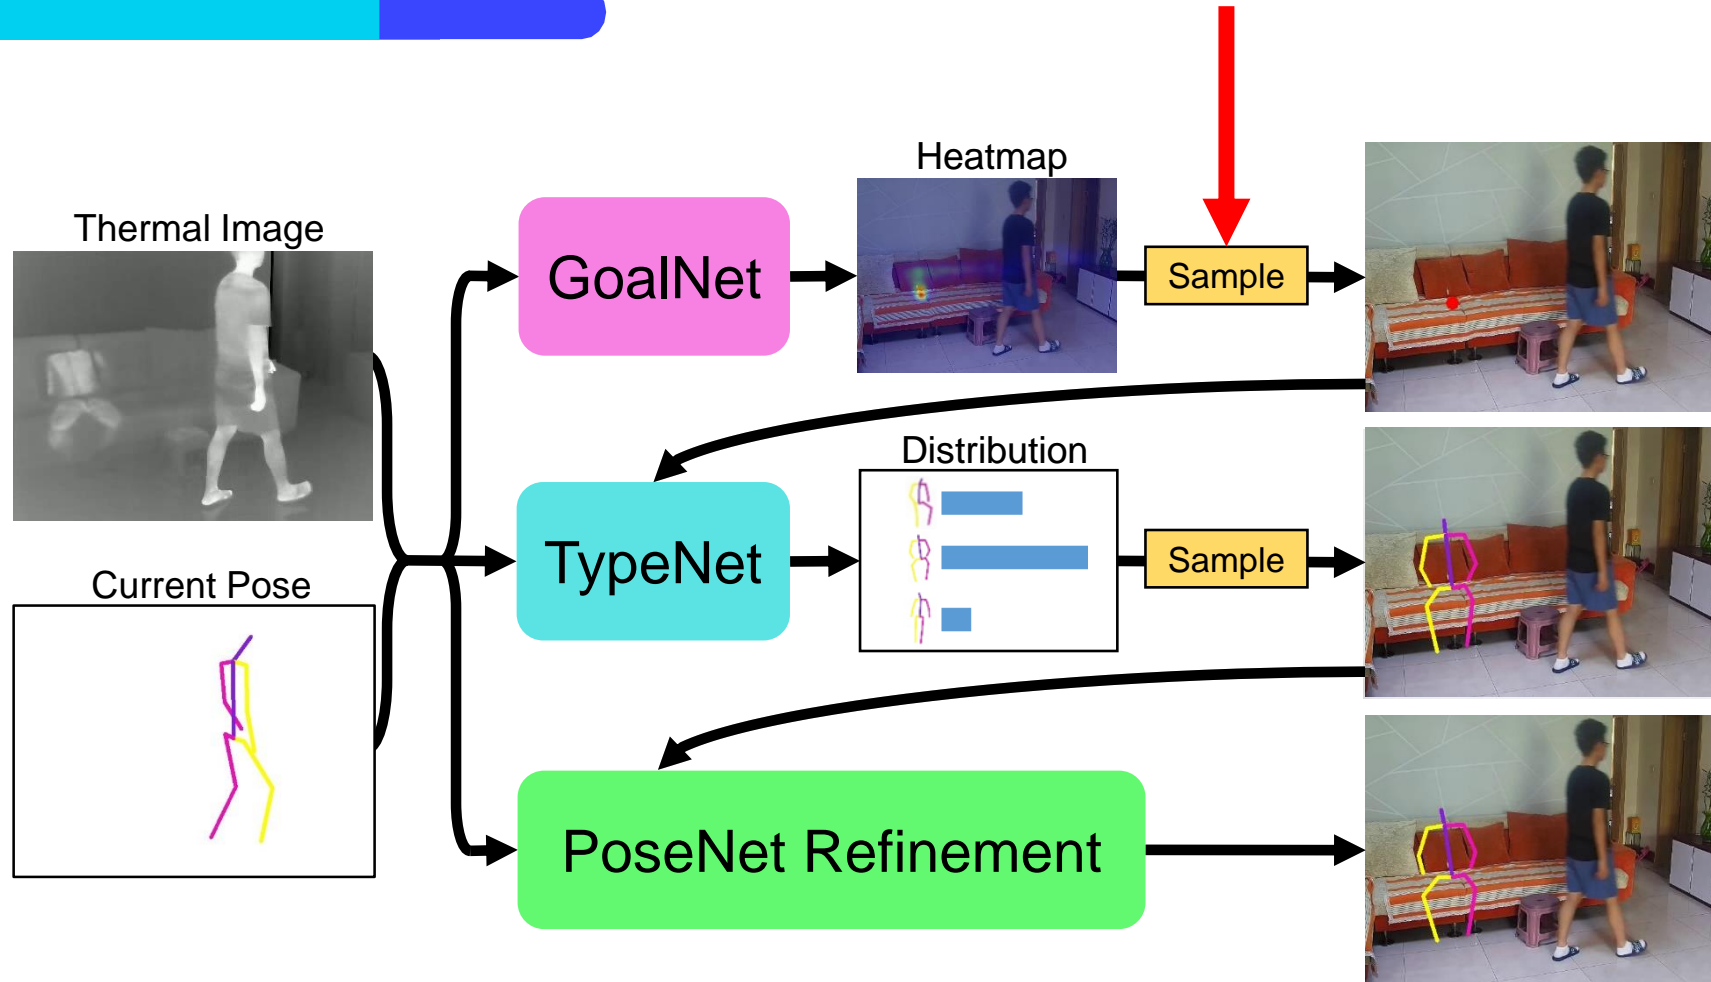 Heatmap
Thermal Image
GoalNet
Sample
Distribution
TypeNet
Sample
Current Pose
PoseNet Refinement